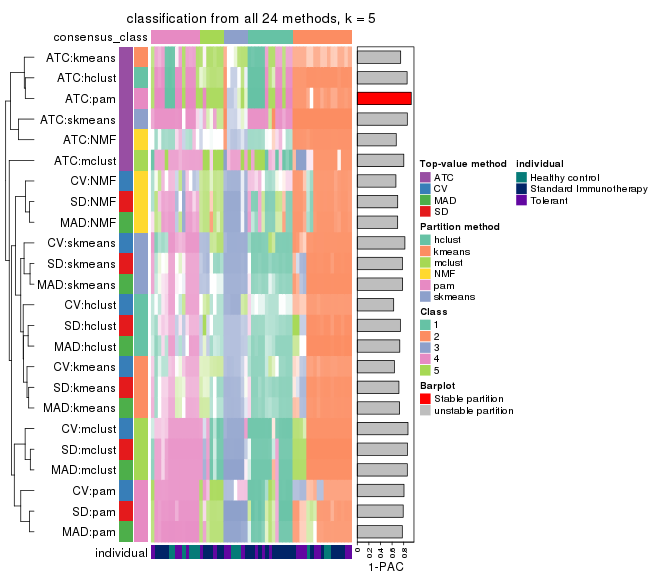 classification from all 24 methods, k = 5
consensus_class
ATC:kmeans
ATC:hclust
ATC:pam
ATC:skmeans
ATC:NMF
ATC:mclust
CV:NMF
SD:NMF
MAD:NMF
CV:skmeans
SD:skmeans
MAD:skmeans
CV:hclust
SD:hclust
MAD:hclust
CV:kmeans
SD:kmeans
MAD:kmeans
CV:mclust
SD:mclust
MAD:mclust
CV:pam
SD:pam
MAD:pam
individual
0 0.2 0.4 0.6 0.8
1-PAC
Top-value method
ATC
CV
MAD
SD
Partition method
hclust
kmeans
mclust
NMF
pam
skmeans
Class
1
2
3
4
5
Barplot
Stable partition
unstable partition
individual
Healthy control
Standard Immunotherapy
Tolerant